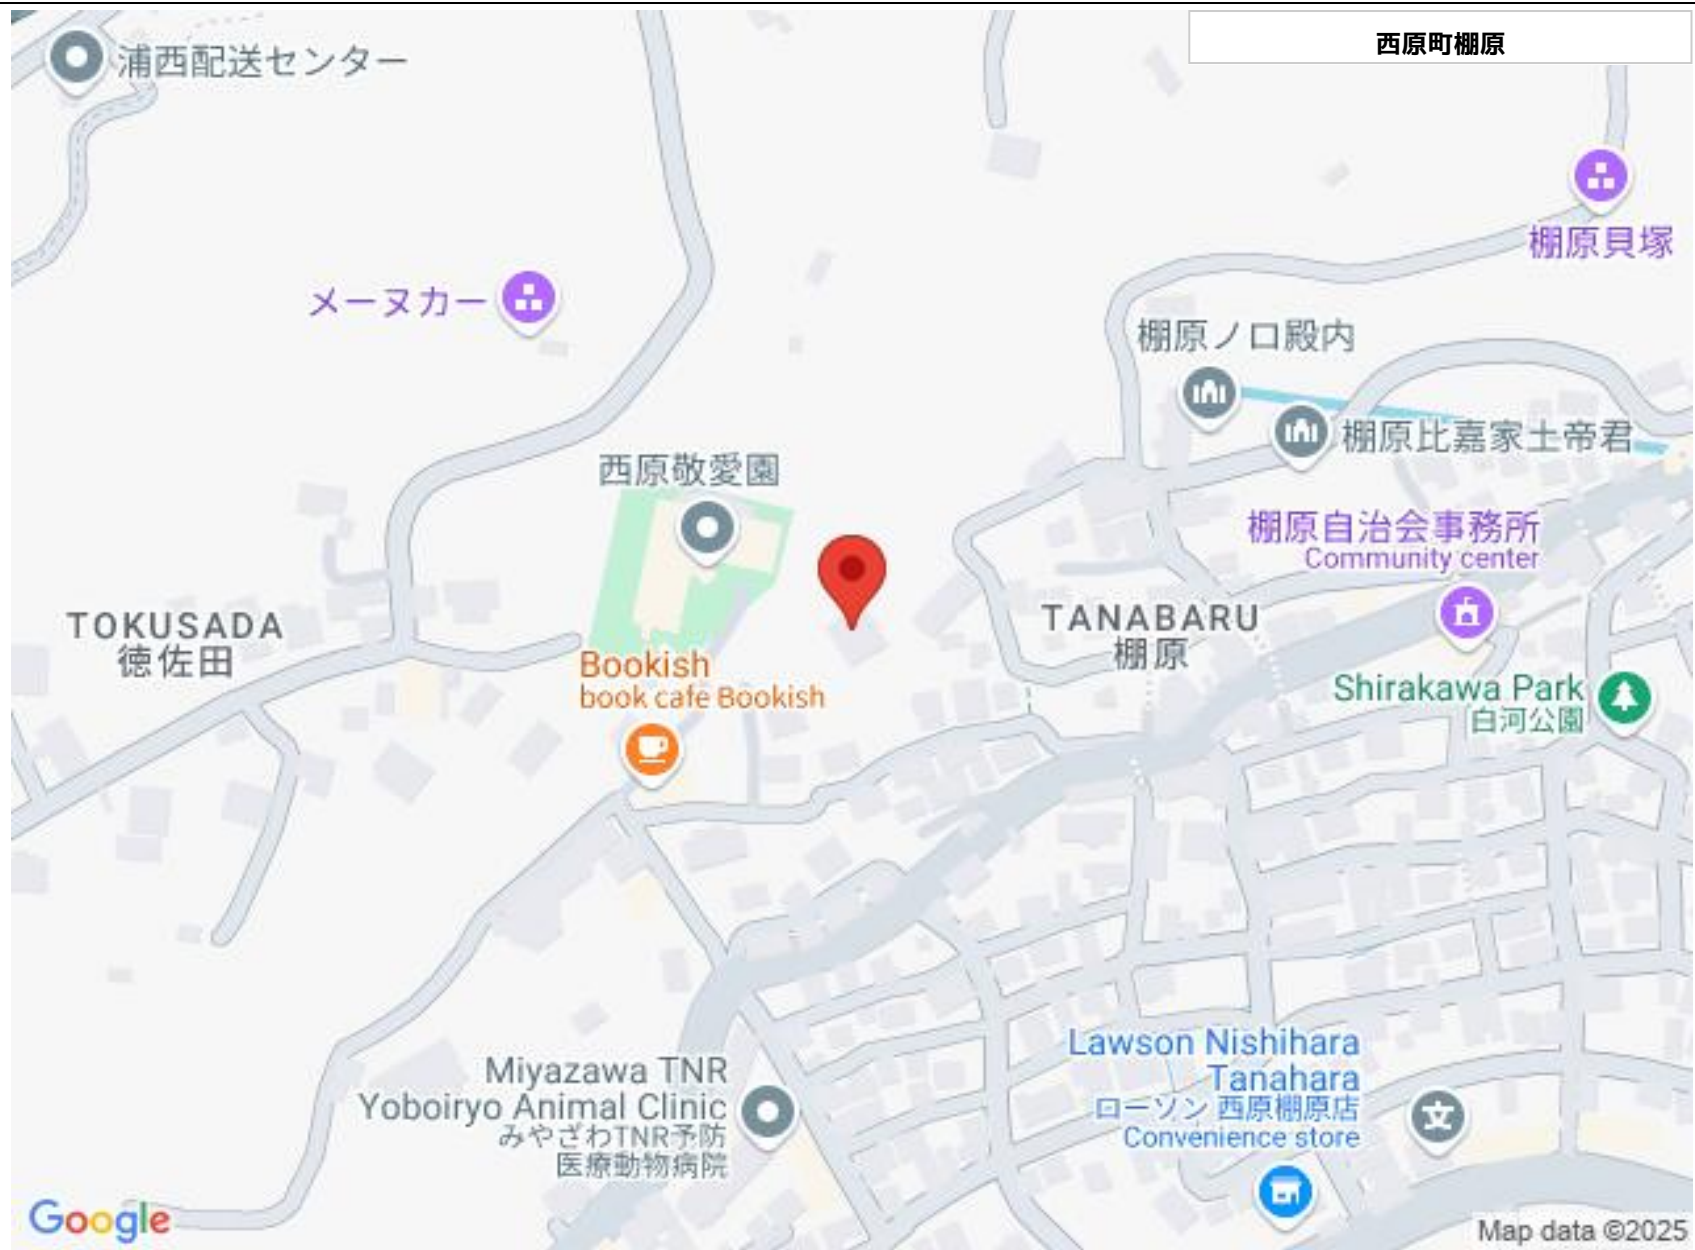 西原町棚原
浦西配送センター
棚原貝塚
メーヌカー
棚原ノロ殿内
棚原比嘉家土帝君
西原敬愛園
棚原自治会事務所
Community center
TOKUSADA
徳佐田
TANABARU
棚原
Bookish
book cafe Bookish
Shirakawa Park
白河公園
Lawson Nishihara
Tanahara
ローソン 西原棚原店
Convenience store
Miyazawa TNR
Yoboiryo Animal Clinic
みやざわTNR予防
医療動物病院
文
Google
Map data ©2025